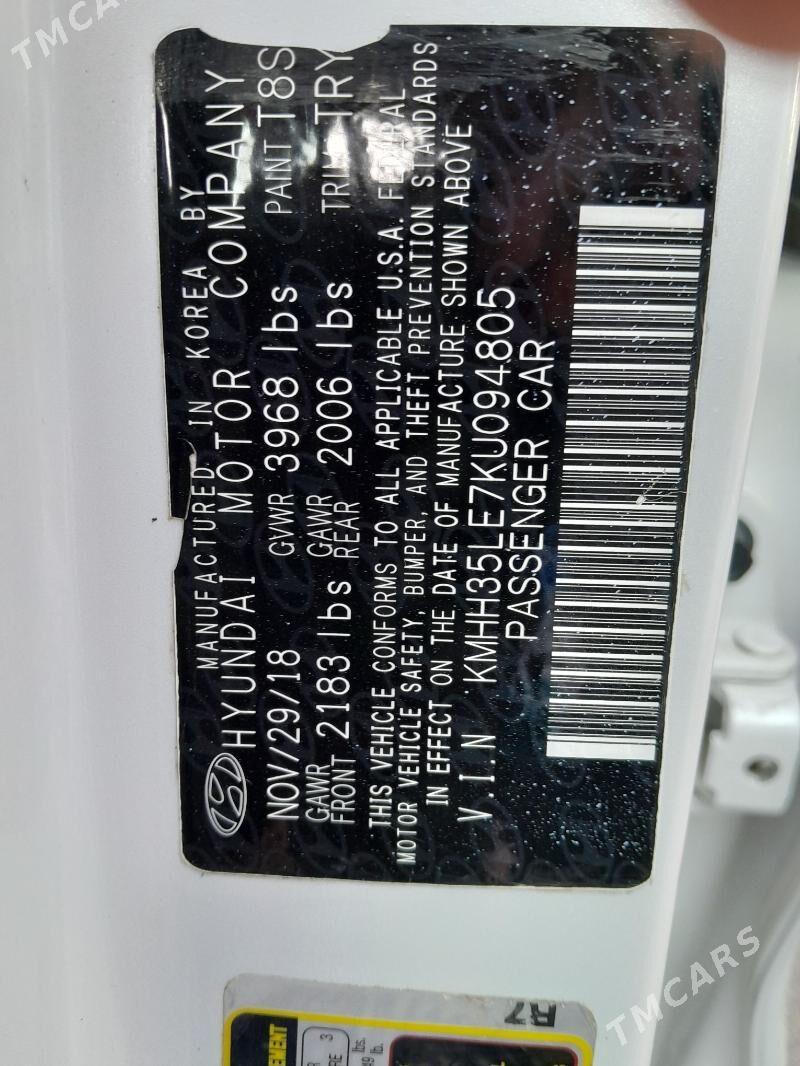 TMCARS
MANUFACTURED IN KOREA BY
HYUNDAI MOTOR COMPANY
NOV/29/18 GVWR 3968 lbs PAINT T8S
GAWR FRONT 2183 lbs GAWR REAR 2006 lbs TRIM TRY
THIS VEHICLE CONFORMS TO ALL APPLICABLE U.S.A. FEDERAL
MOTOR VEHICLE SAFETY, BUMPER, AND THEFT PREVENTION STANDARDS
IN EFFECT ON THE DATE OF MANUFACTURE SHOWN ABOVE
V.I.N KMHH35LE7KU094805
PASSENGER CAR
3
lbs.
TMCARS